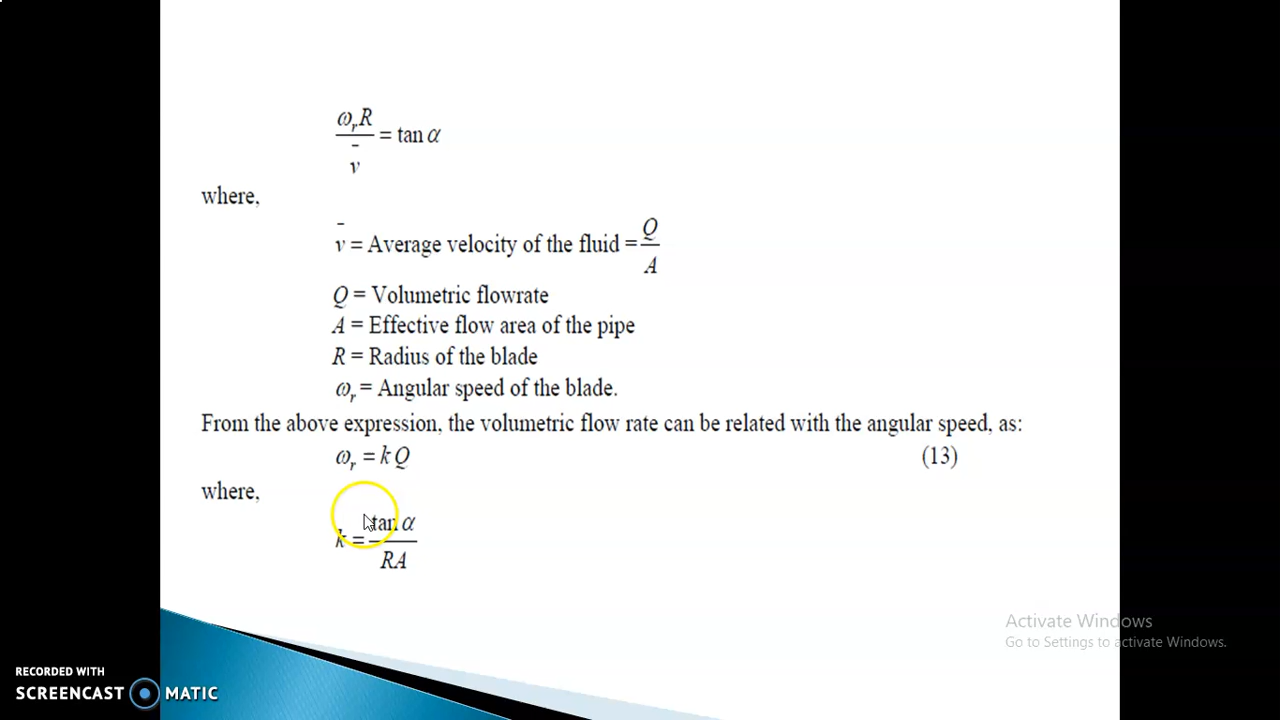 ω_r R / v̄ = tan α
where,
v̄ = Average velocity of the fluid = Q / A
Q = Volumetric flowrate
A = Effective flow area of the pipe
R = Radius of the blade
ω_r = Angular speed of the blade.
From the above expression, the volumetric flow rate can be related with the angular speed, as:
ω_r = k Q (13)
where,
k = tan α / RA
Activate Windows
Go to Settings to activate Windows.
RECORDED WITH
SCREENCAST MATIC